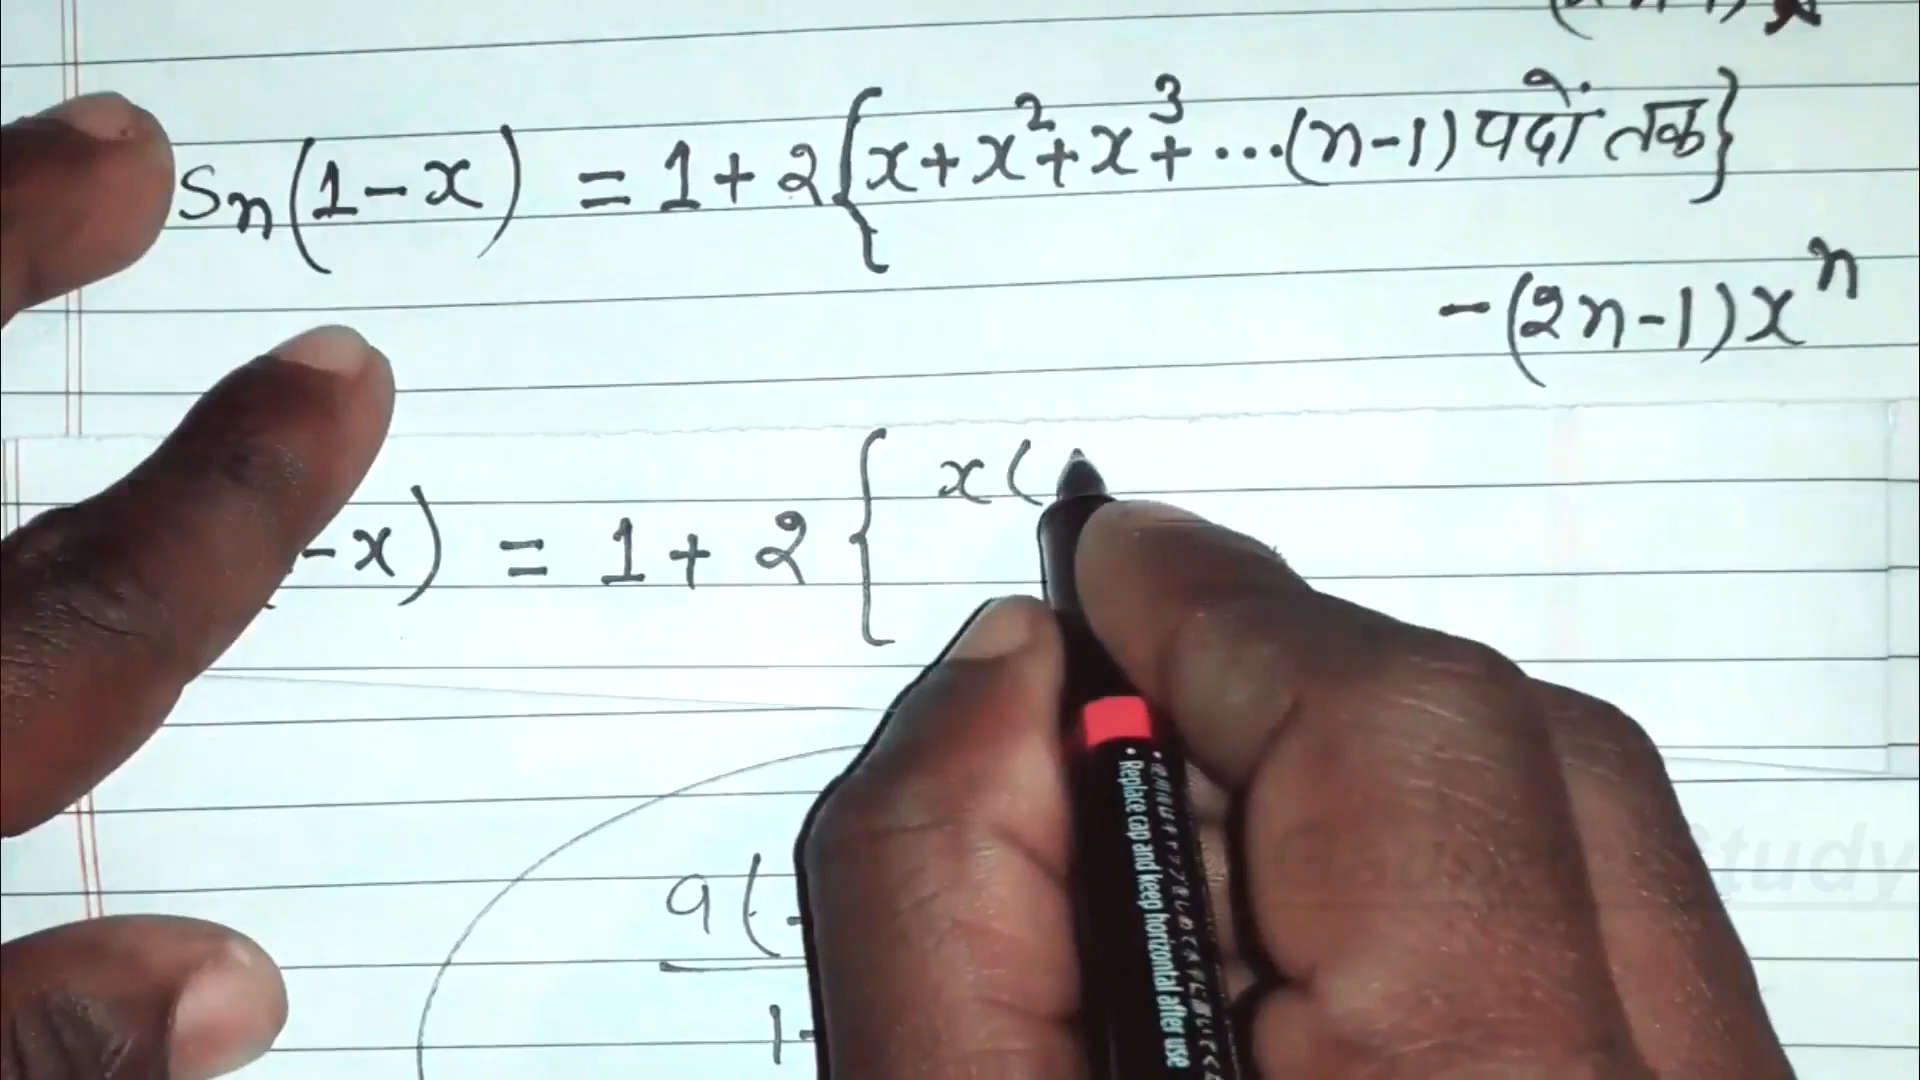 Sn(1-x) = 1+2{x+x²+x³+...(n-1) पदों तक}
-(2n-1)xⁿ
-x) = 1+2{x(
a(
1-
• Replace cap and keep horizontal after use
Study